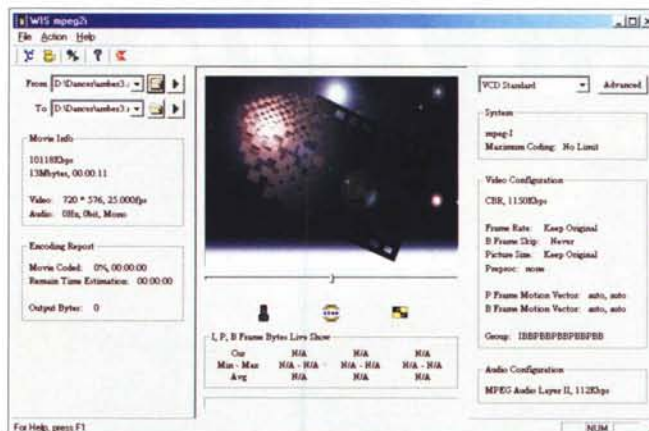 WIS mpeg2i
File Action Help
From D:\Dancer\amber3.
To D:\Dancer\amber3.
Movie Info
10118Kbps
13Mbytes, 00:00:11
Video: 720 * 576, 25.000fps
Audio: 0Hz, 0bit, Mono
Encoding Report
Movie Coded: 0%, 00:00:00
Remain Time Estimation: 00:00:00
Output Bytes: 0
STOP
I, P, B Frame Bytes Live Show
Cur N/A N/A N/A
Min - Max N/A - N/A N/A - N/A N/A - N/A
Avg N/A N/A N/A
VCD Standard
Advanced
System
mpeg-I
Maximum Coding: No Limit
Video Configuration
CBR, 1150Kbps
Frame Rate: Keep Original
B Frame Skip: Never
Picture Size: Keep Original
Preproc: none
P Frame Motion Vector: auto, auto
B Frame Motion Vector: auto, auto
Group: IBBPBBPBBPBBPBB
Audio Configuration
MPEG Audio Layer II, 112Kbps
For Help, press F1
NUM